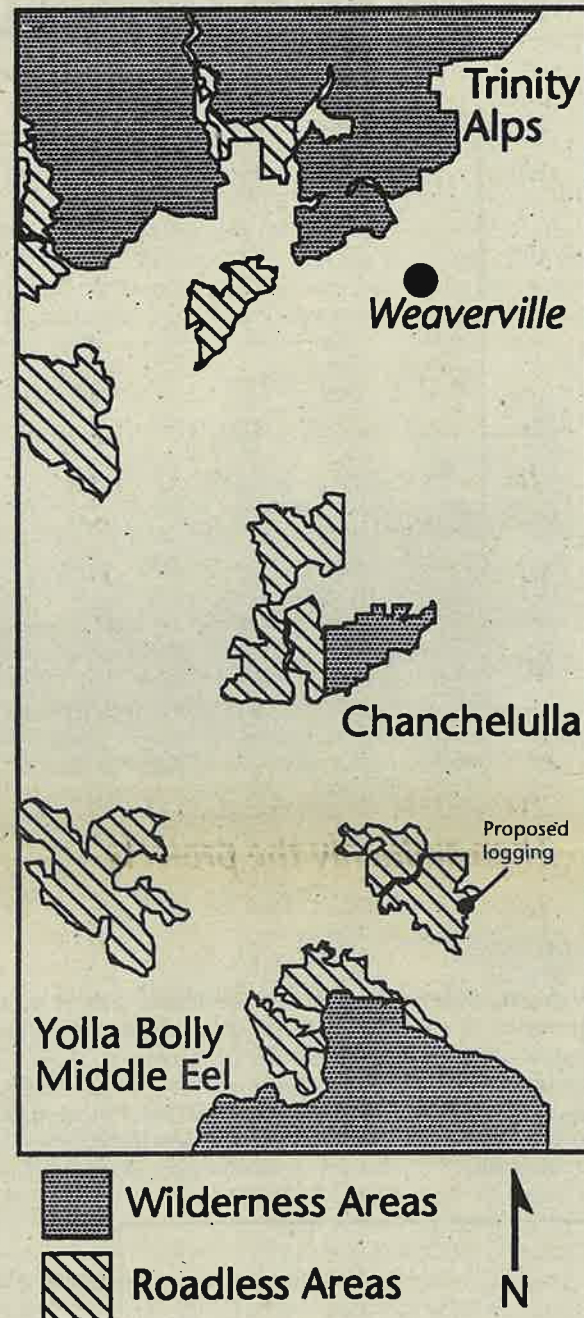 Trinity
Alps
Weaverville
Chanchelulla
Proposed
logging
Yolla Bolly
Middle Eel
Wilderness Areas
Roadless Areas
N